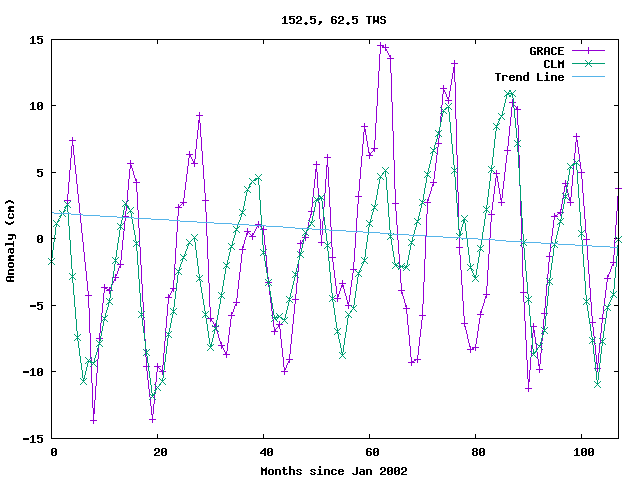 152.5, 62.5 TWS
GRACE
CLM
Trend Line
15
10
5
0
-5
-10
-15
Anomaly (cm)
0 20 40 60 80 100
Months since Jan 2002